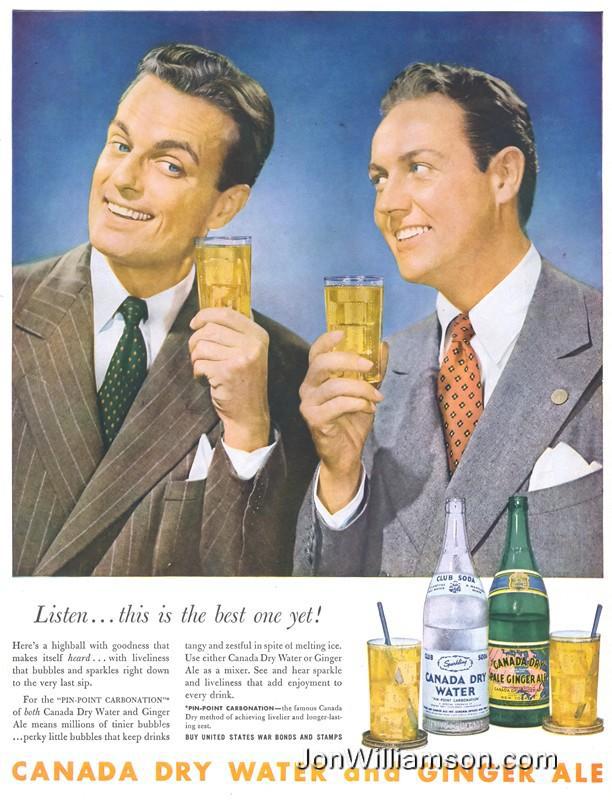 Listen...this is the best one yet!
Here's a highball with goodness that
makes itself heard...with liveliness
that bubbles and sparkles right down
to the very last sip.
For the "PIN-POINT CARBONATION"*
of both Canada Dry Water and Ginger
Ale means millions of tinier bubbles
...perky little bubbles that keep drinks
tangy and zestful in spite of melting ice.
Use either Canada Dry Water or Ginger
Ale as a mixer. See and hear sparkle
and liveliness that add enjoyment to
every drink.
*PIN-POINT CARBONATION—the famous Canada
Dry method of achieving livelier and longer-last-
ing zest.
BUY UNITED STATES WAR BONDS AND STAMPS
CLUB SODA
CLUB Sparkling SODA
CANADA DRY
WATER
"PIN-POINT CARBONATION"
CANADA DRY
PALE GINGER ALE
JonWilliamson.com
CANADA DRY WATER and GINGER ALE